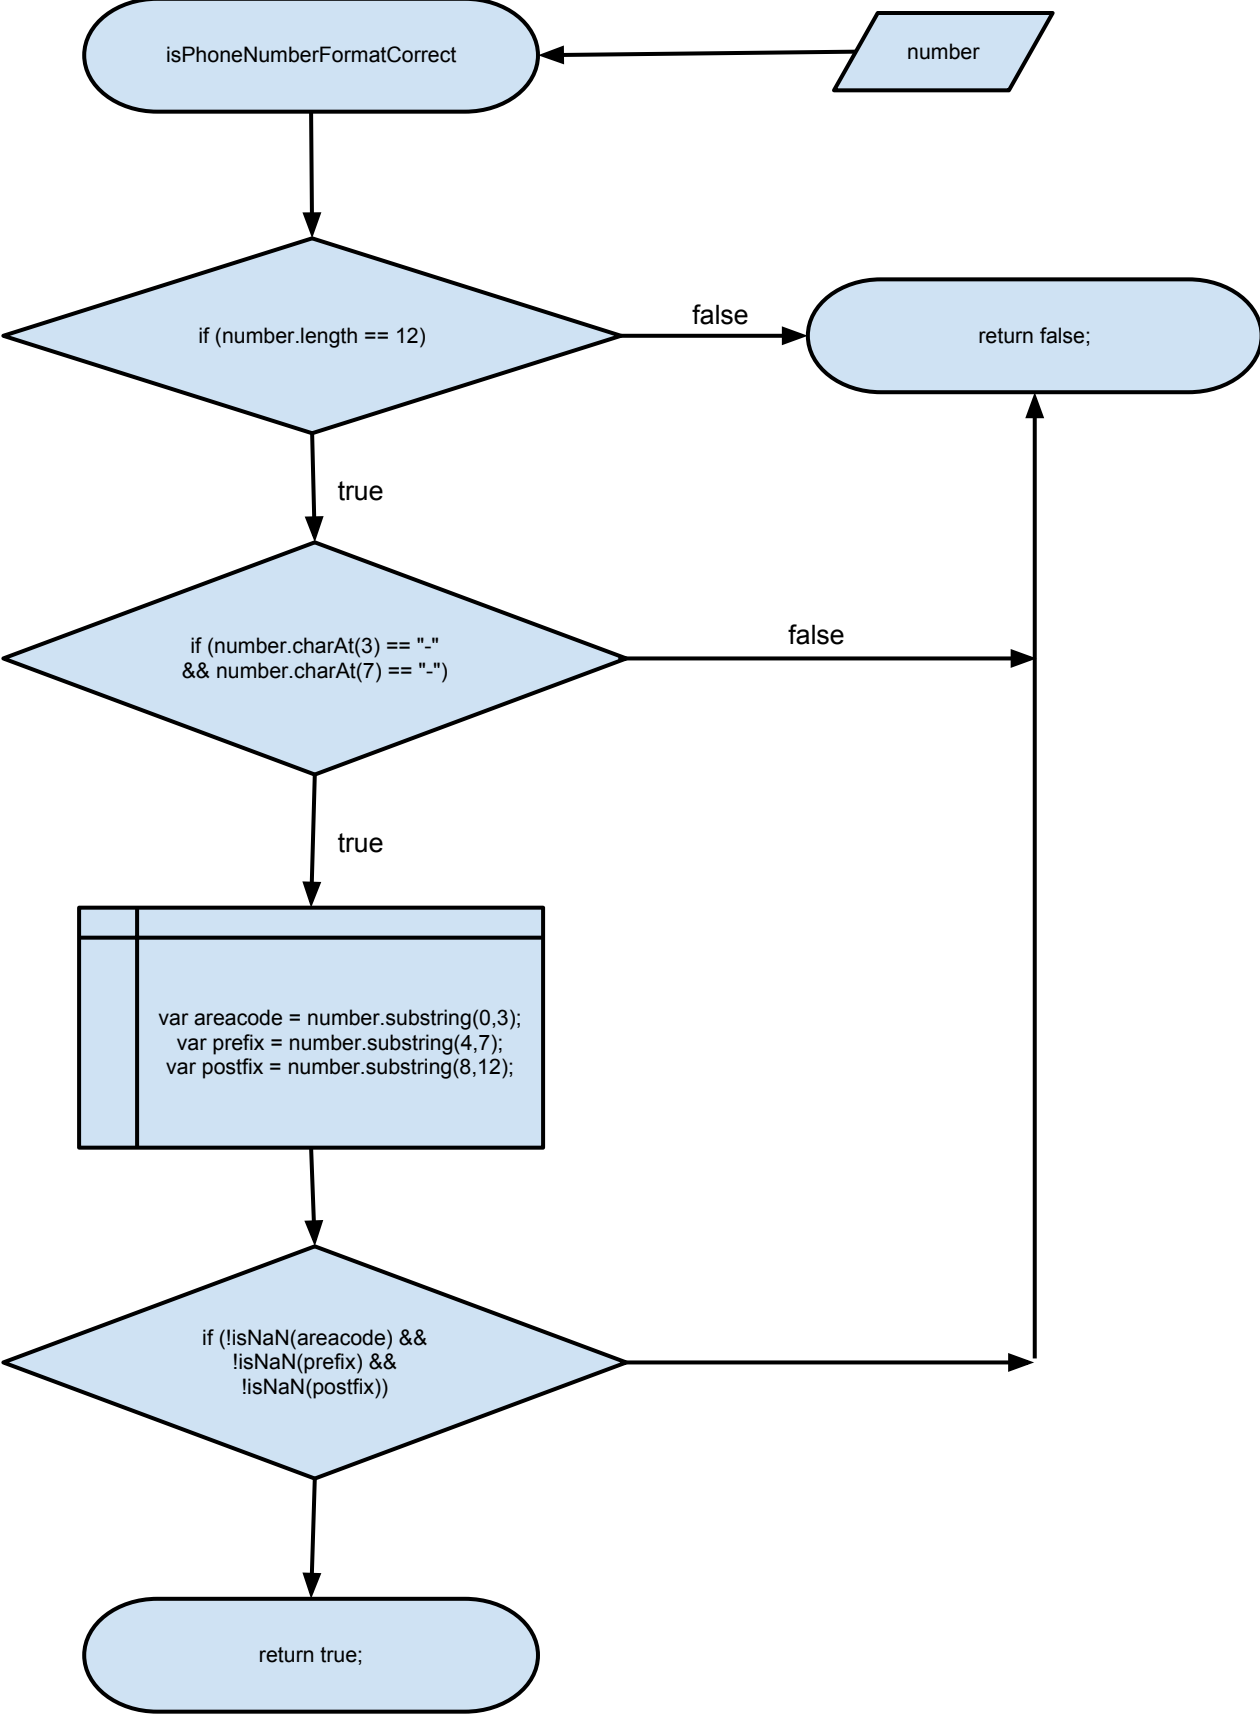 isPhoneNumberFormatCorrect
number
if (number.length == 12)
false
return false;
true
if (number.charAt(3) == "-"
&& number.charAt(7) == "-")
false
true
var areacode = number.substring(0,3);
var prefix = number.substring(4,7);
var postfix = number.substring(8,12);
if (!isNaN(areacode) &&
!isNaN(prefix) &&
!isNaN(postfix))
return true;